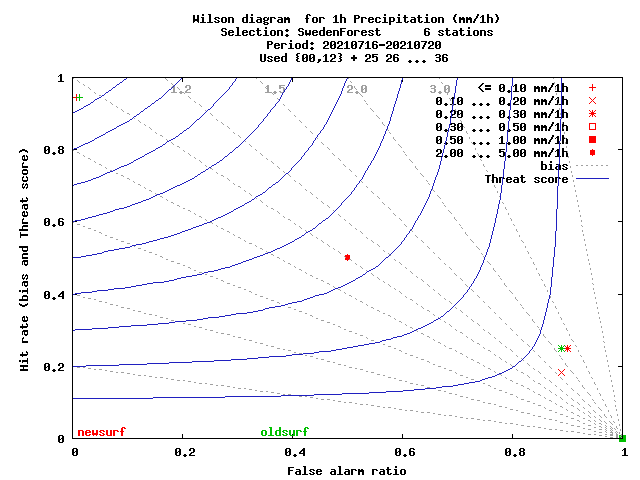 Wilson diagram  for 1h Precipitation (mm/1h)
Selection: SwedenForest      6 stations
Period: 20210716-20210720
Used {00,12} + 25 26 ... 36
1
0.8
0.6
0.4
0.2
0
Hit rate (bias and Threat score)
1.2
1.5
2.0
3.0
<= 0.10 mm/1h
0.10 ... 0.20 mm/1h
0.20 ... 0.30 mm/1h
0.30 ... 0.50 mm/1h
0.50 ... 1.00 mm/1h
2.00 ... 5.00 mm/1h
bias
Threat score
newsurf
oldsurf
0
0.2
0.4
0.6
0.8
1
False alarm ratio